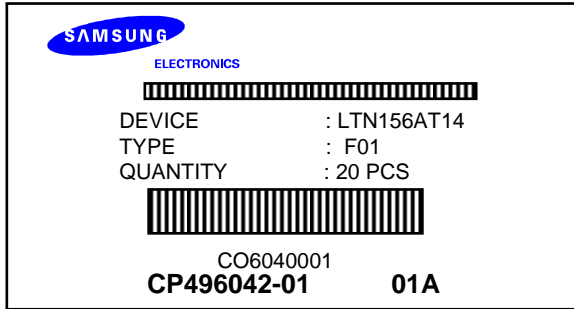 SAMSUNG
ELECTRONICS
DEVICE : LTN156AT14
TYPE : F01
QUANTITY : 20 PCS
CO6040001
CP496042-01 01A